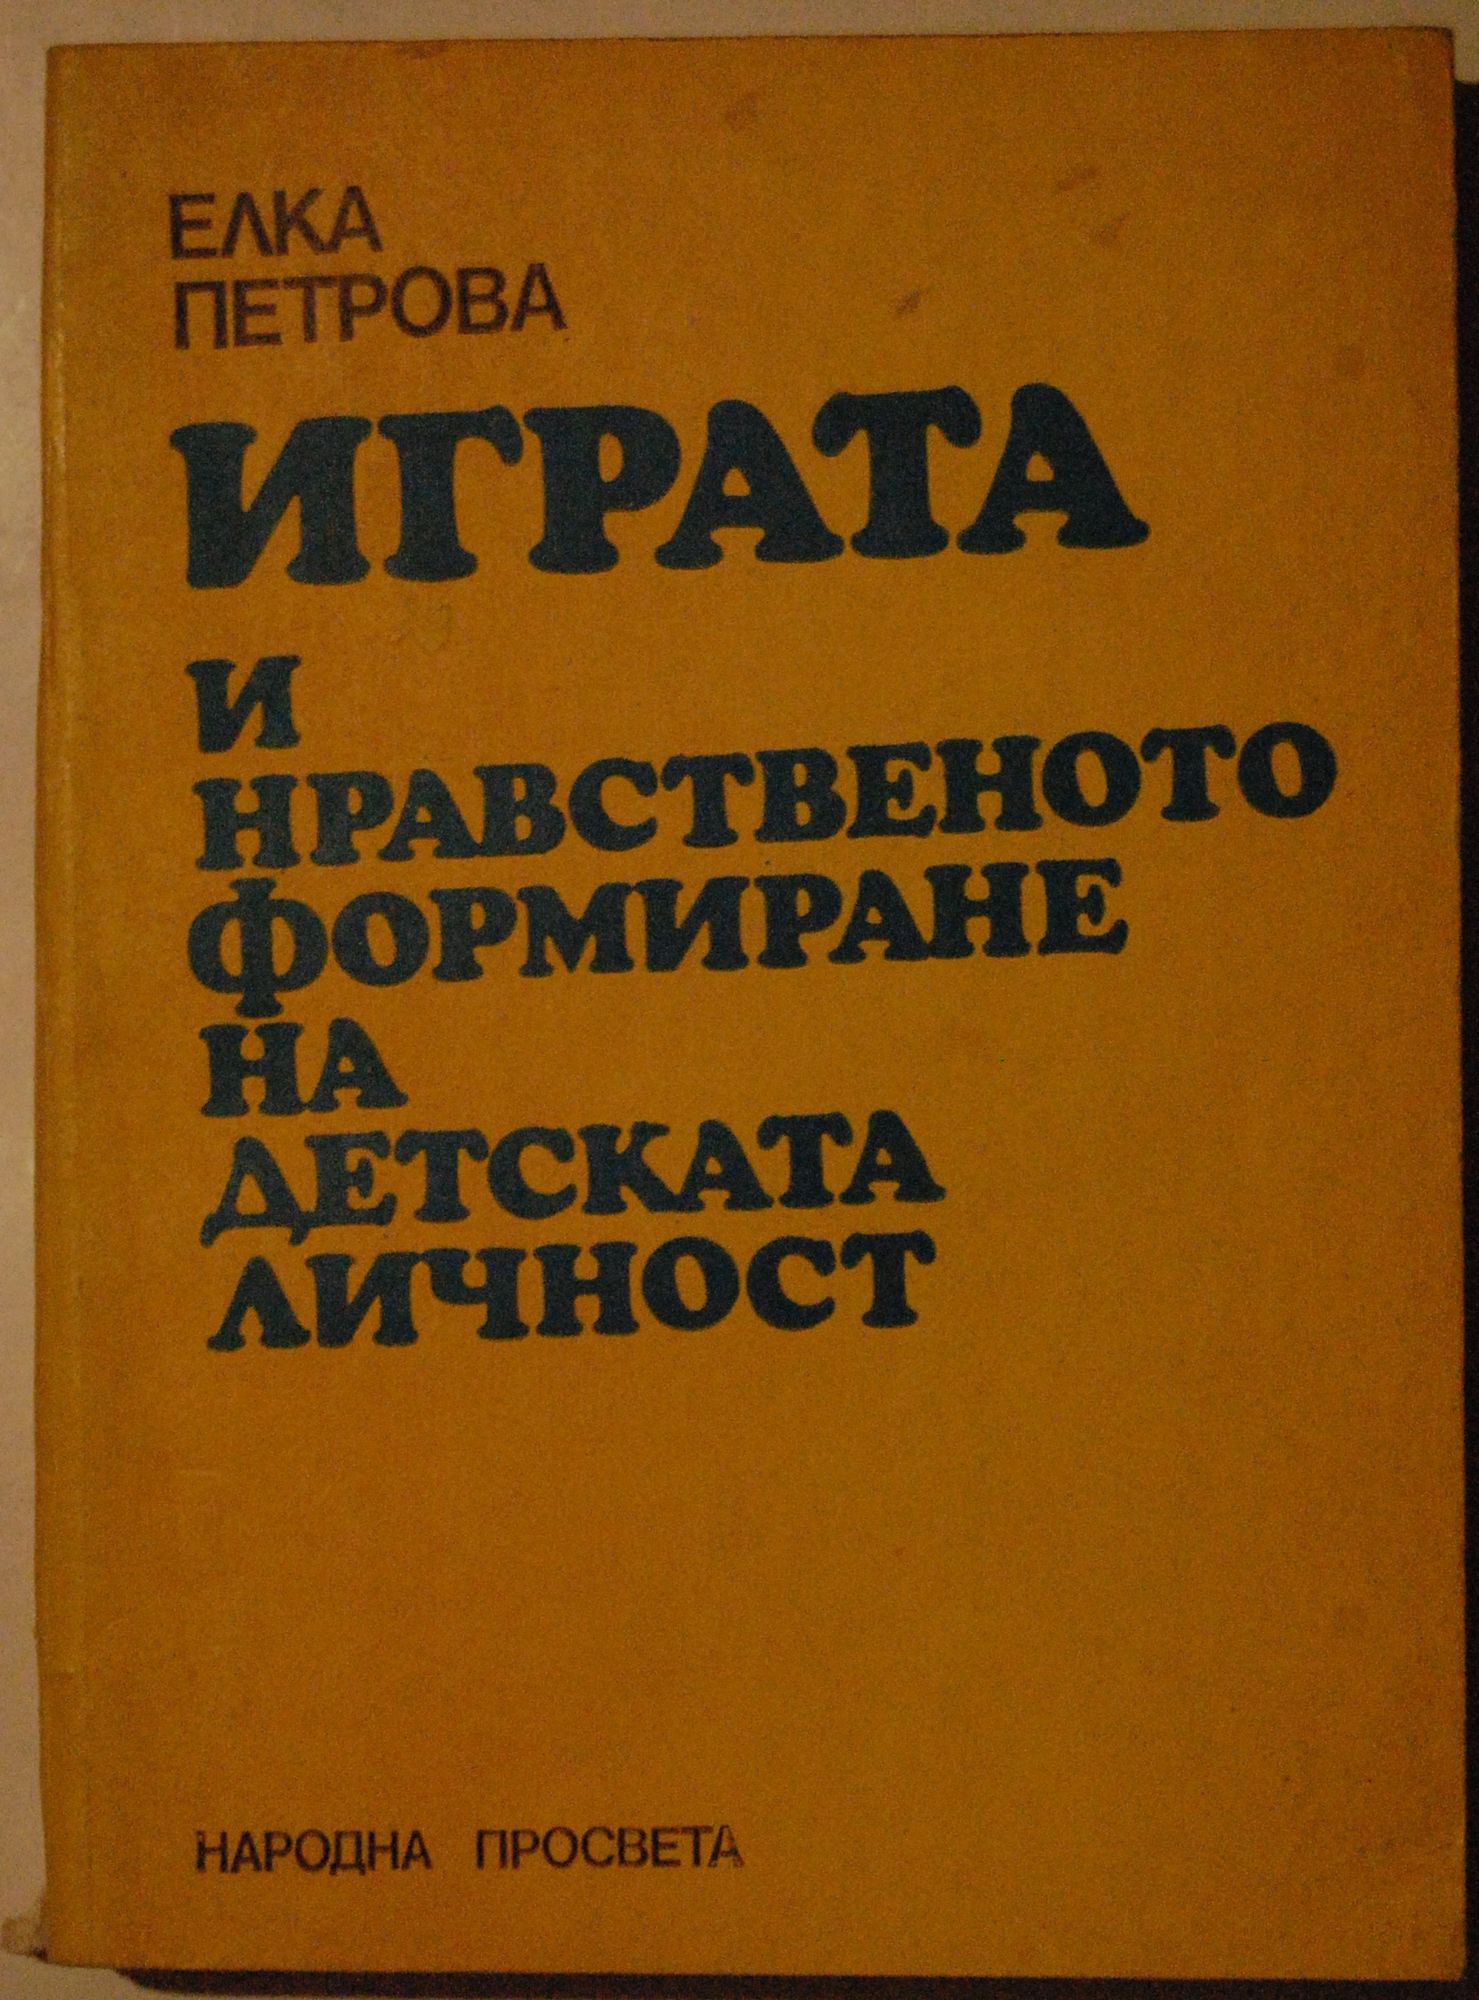 ЕЛКА
ПЕТРОВА
ИГРАТА
И
НРАВСТВЕНОТО
ФОРМИРАНЕ
НА
ДЕТСКАТА
ЛИЧНОСТ
НАРОДНА ПРОСВЕТА